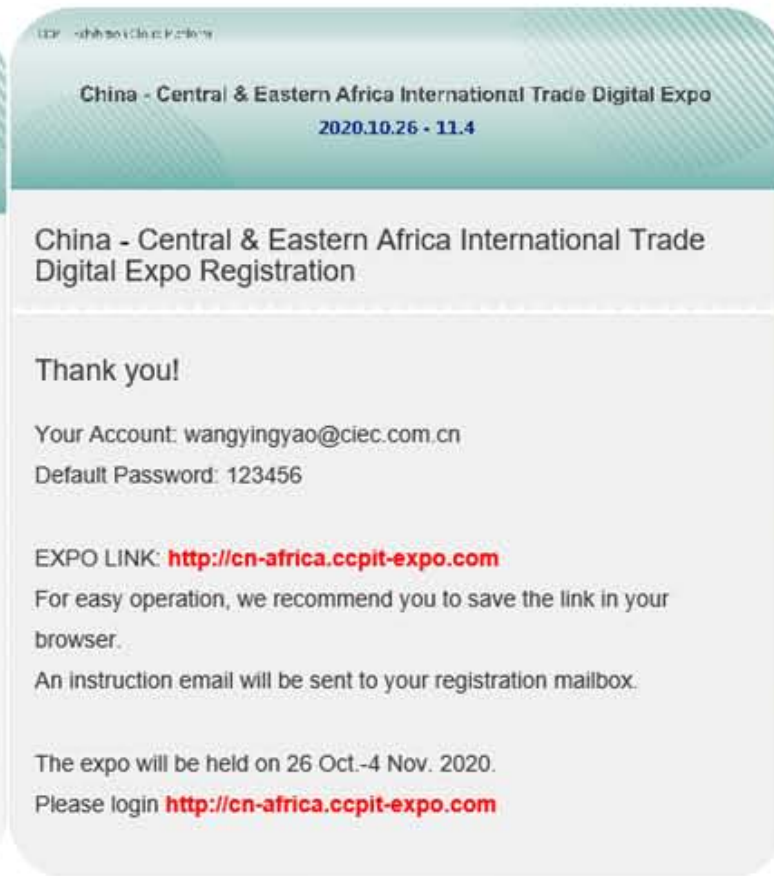 China - Central & Eastern Africa International Trade Digital Expo
2020.10.26 - 11.4
China - Central & Eastern Africa International Trade
Digital Expo Registration
Thank you!
Your Account: wangyingyao@ciec.com.cn
Default Password: 123456
EXPO LINK: http://cn-africa.ccpit-expo.com
For easy operation, we recommend you to save the link in your
browser.
An instruction email will be sent to your registration mailbox.
The expo will be held on 26 Oct.-4 Nov. 2020.
Please login http://cn-africa.ccpit-expo.com